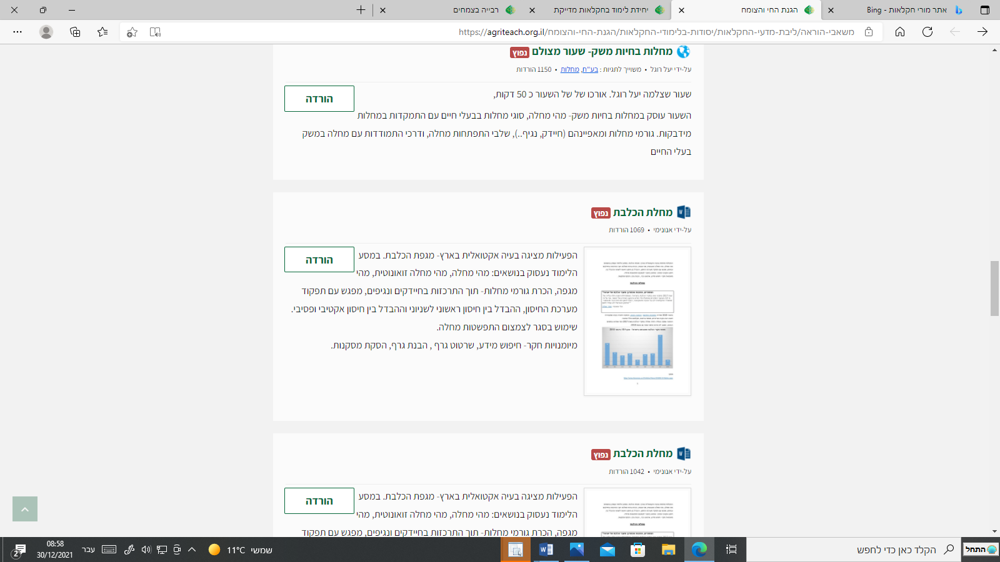 אתר מורי חקלאות - Bing
הגנת החי והצומח
יחידת לימוד בחקלאות מדייקת
רבייה בצמחים
https://agriteach.org.il/משאבי-הוראה/ליבת-מדעי-החקלאות/יסודות-בלימודי-החקלאות/הגנת-החי-והצומח
מחלות בחיות משק- שעור מצולם נפוץ
על-ידי יעל רוגל • משוייך לתגיות : בע"ח, מחלות • 1150 הורדות
הורדה
שעור שצלמה יעל רוגל. אורכו של של השעור כ 50 דקות,
השעור עוסק במחלות בחיות משק- מהי מחלה, סוגי מחלות בבעלי חיים עם התמקדות במחלות
מידבקות. גורמי מחלות ומאפיינהם (חיידק, נגיף..), שלבי התפתחות מחלה, ודרכי התמודדות עם מחלה במשק
בעלי החיים
מחלת הכלבת נפוץ
על-ידי אנונימי • 1069 הורדות
הורדה
הפעילות מציגה בעיה אקטואלית בארץ- מגפת הכלבת. במסע
הלימוד נעסוק בנושאים: מהי מחלה, מהי מחלה זואונוטית, מהי
מגפה, הכרת גורמי מחלות- תוך התרכזות בחיידקים ונגיפים, מפגש עם תפקוד
מערכת החיסון, ההבדל בין חיסון ראשוני לשניוני וההבדל בין חיסון אקטיבי ופסיבי.
שימוש בסגר לצמצום התפשטות מחלה.
מיומנויות חקר- חיפוש מידע, שרטוט גרף , הבנת גרף, הסקת מסקנות.
מחלת הכלבת
מחלת הכלבת נפוץ
על-ידי אנונימי • 1042 הורדות
הורדה
הפעילות מציגה בעיה אקטואלית בארץ- מגפת הכלבת. במסע
הלימוד נעסוק בנושאים: מהי מחלה, מהי מחלה זואונוטית, מהי
מגפה, הכרת גורמי מחלות- תוך התרכזות בחיידקים ונגיפים, מפגש עם תפקוד
מחלת הכלבת
התחל
הקלד כאן כדי לחפש
11°C שמשי
עבר
08:58
30/12/2021
2